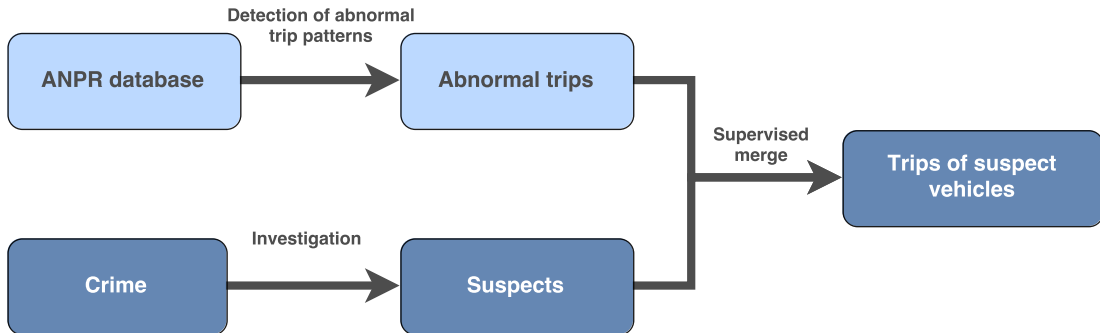 Detection of abnormal
trip patterns
ANPR database
Abnormal trips
Supervised
merge
Trips of suspect
vehicles
Investigation
Crime
Suspects